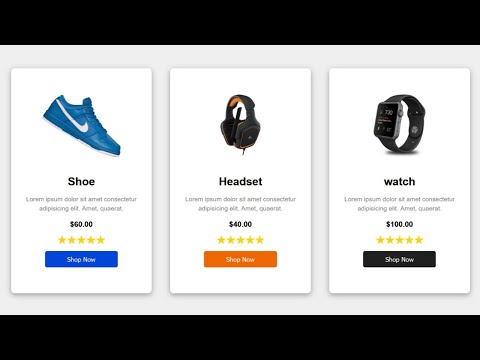 Shoe
Lorem ipsum dolor sit amet consectetur
adipisicing elit. Amet, quaerat.
$60.00
Shop Now
Headset
Lorem ipsum dolor sit amet consectetur
adipisicing elit. Amet, quaerat.
$40.00
Shop Now
watch
Lorem ipsum dolor sit amet consectetur
adipisicing elit. Amet, quaerat.
$100.00
Shop Now